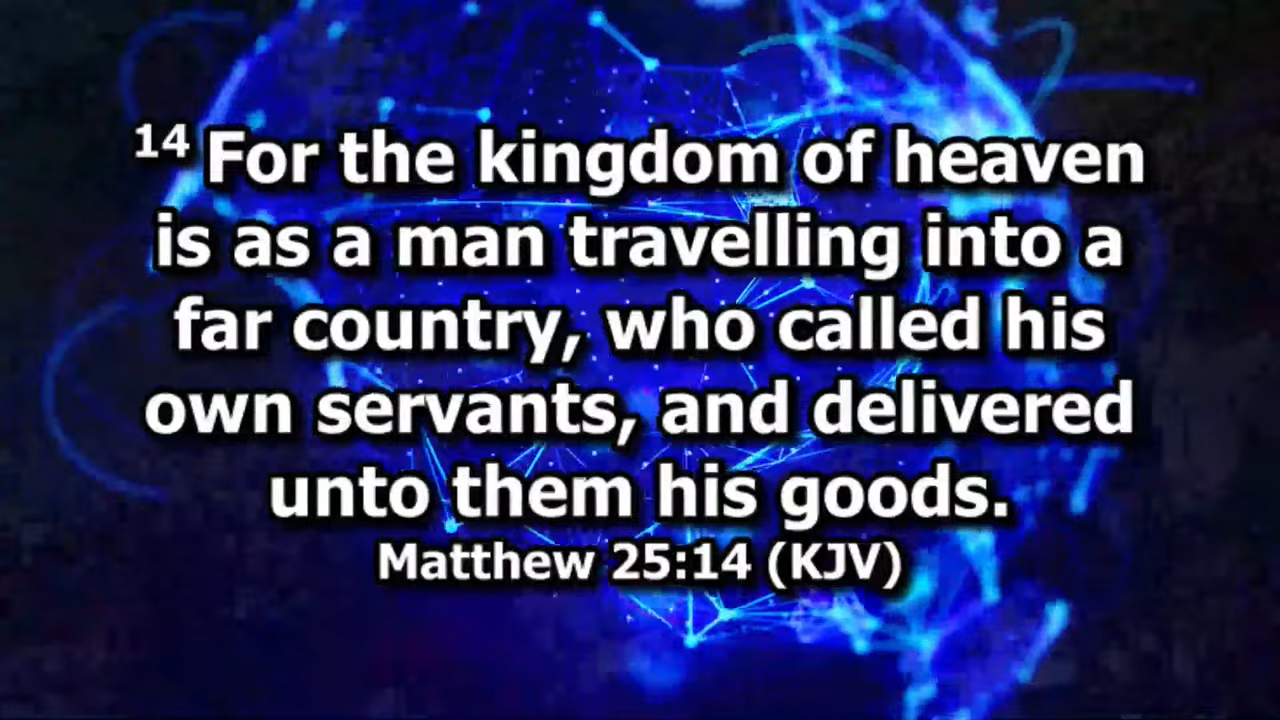 14 For the kingdom of heaven
is as a man travelling into a
far country, who called his
own servants, and delivered
unto them his goods.
Matthew 25:14 (KJV)